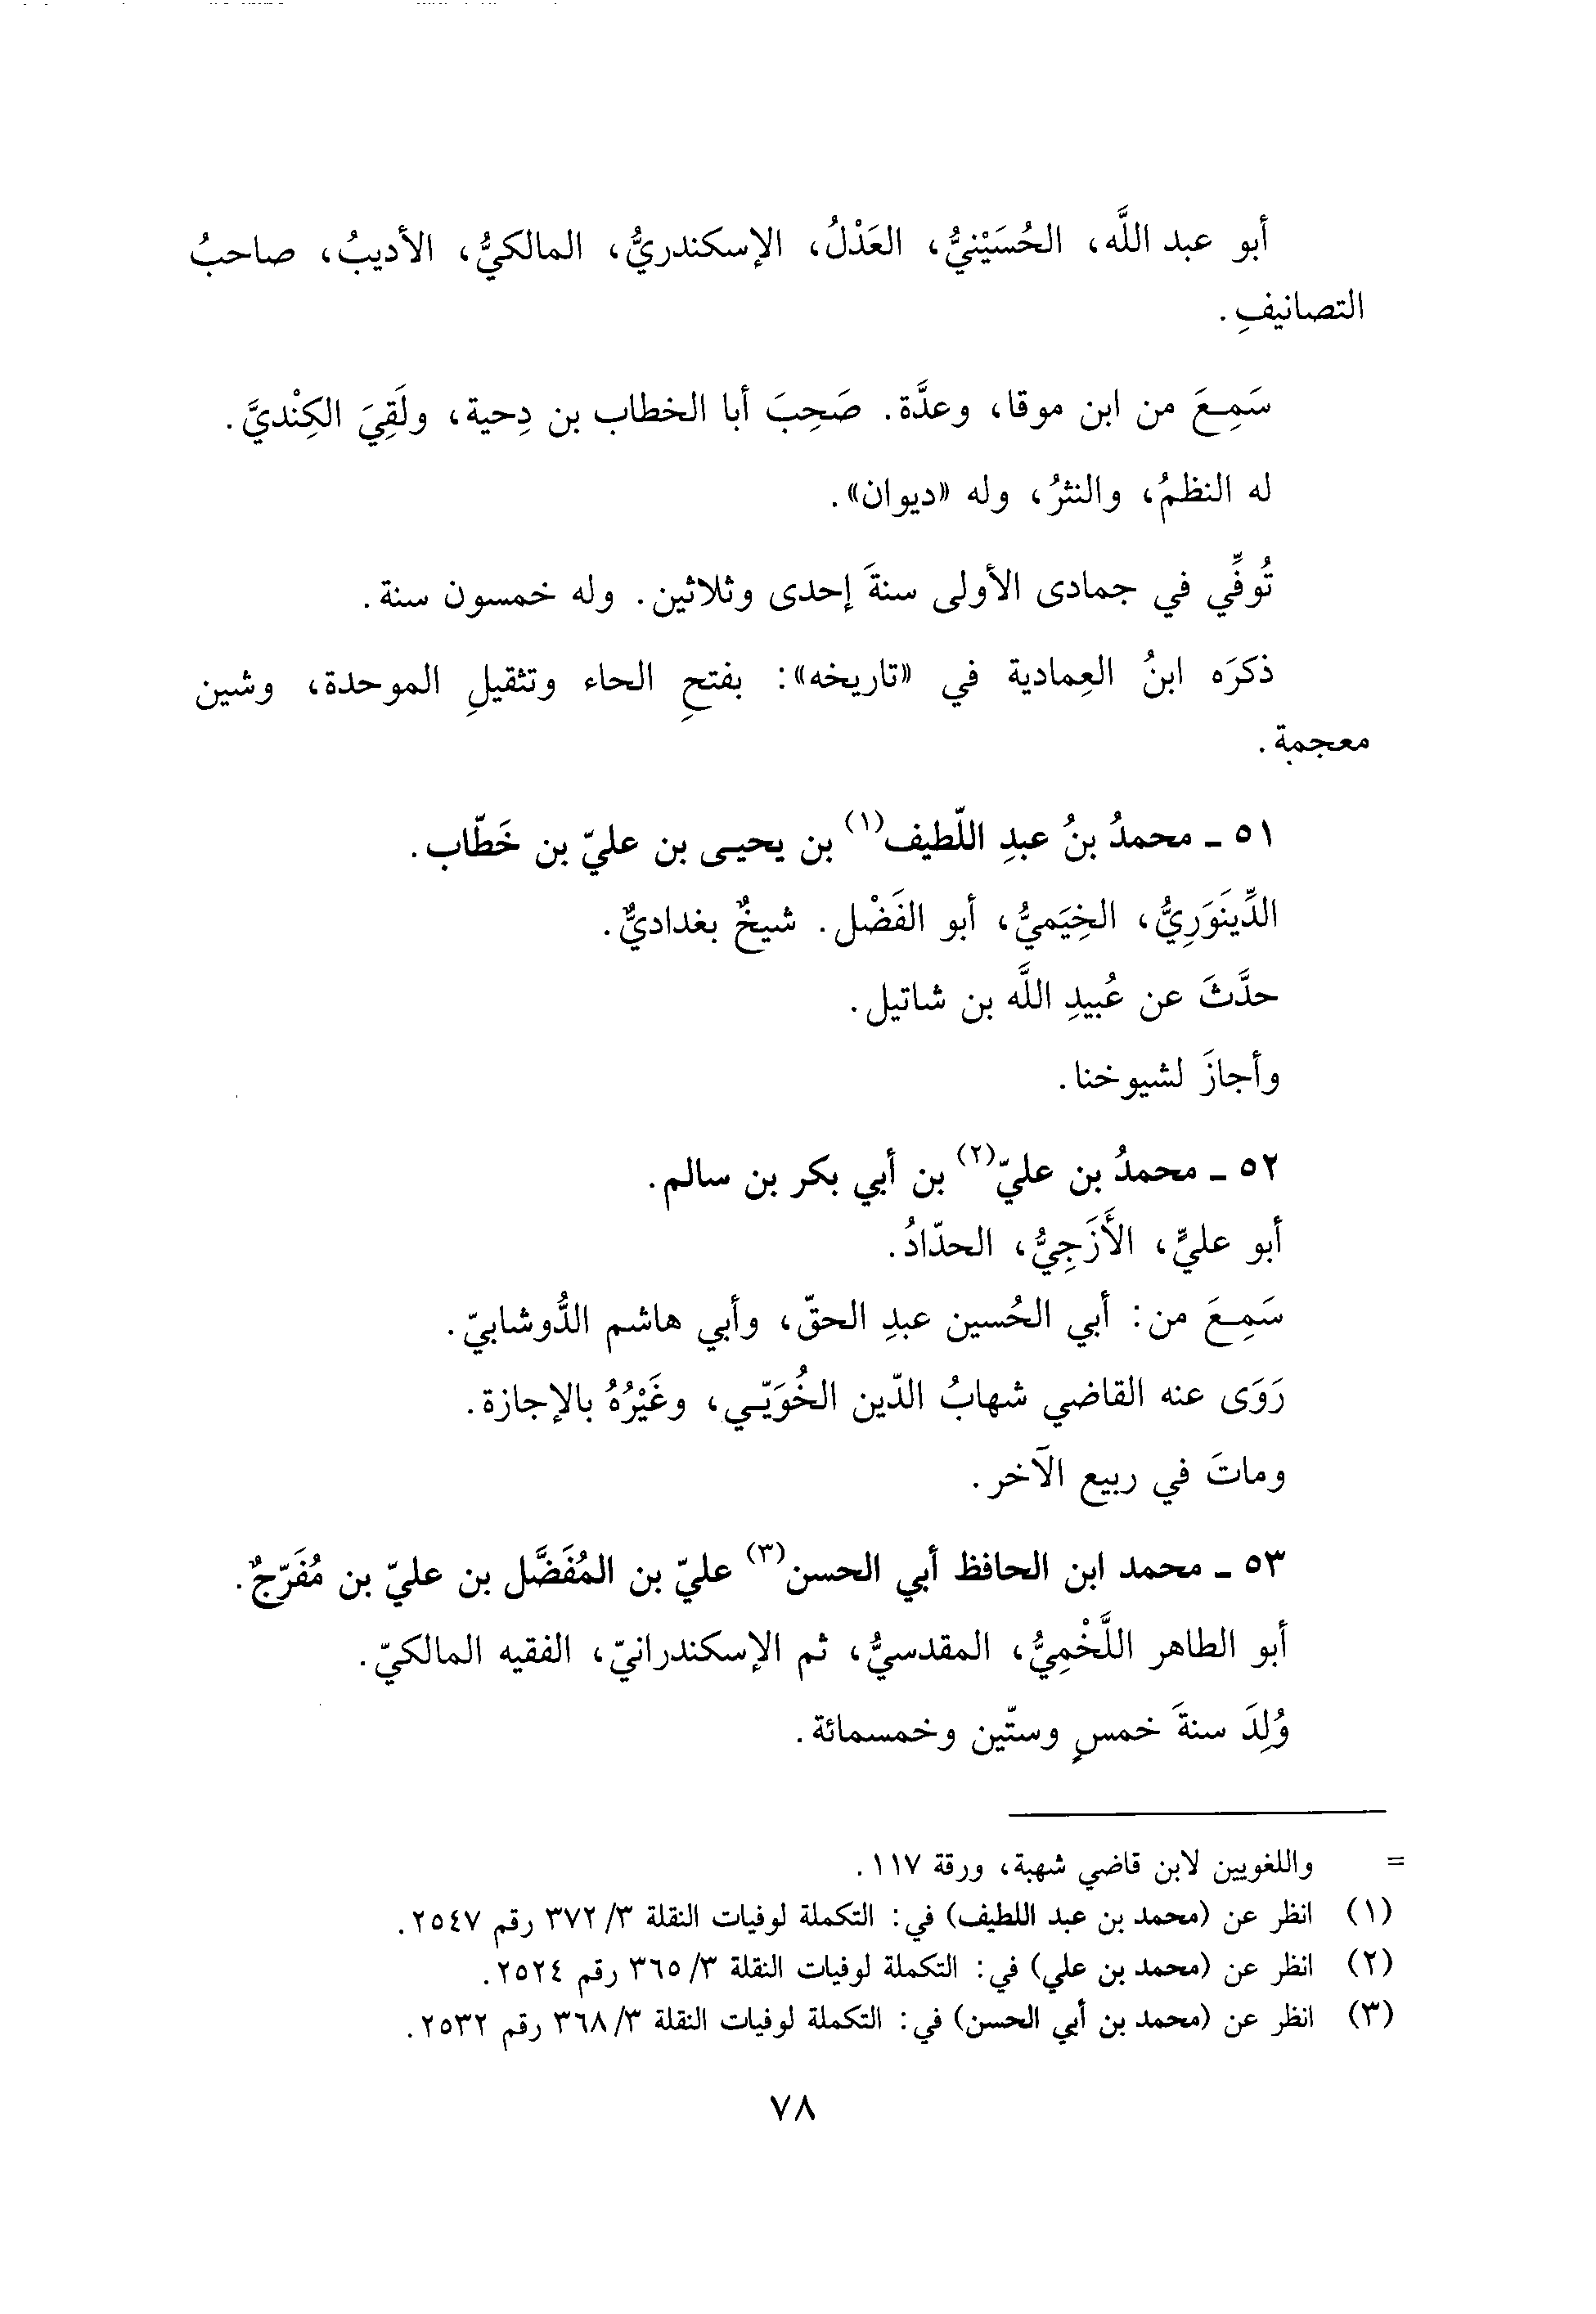 أبو عبد اللَّه، الحُسَيْنيُّ، العَدْلُ، الإسكندريُّ، المالكيُّ، الأديبُ، صاحبُ
التصانيفِ.
سَمِعَ من ابن موقا، وعدَّة. صَحِبَ أبا الخطاب بن دِحية، ولَقِيَ الكِنْديَّ.
له النظمُ، والنثرُ، وله «ديوان».
تُوفِّي في جمادى الأولى سنةَ إحدى وثلاثين. وله خمسون سنة.
ذكرَه ابنُ العِمادية في «تاريخه»: بفتحِ الحاء وتثقيلِ الموحدة، وشين
معجمة.
٥١ ـ محمدُ بنُ عبدِ اللّطيف(١) بن يحيى بن عليّ بن خَطّاب.
الدِّينَوَرِيُّ، الخِيَميُّ، أبو الفَضْل. شيخٌ بغداديٌّ.
حدَّثَ عن عُبيدِ اللَّه بن شاتيل.
وأجازَ لشيوخنا.
٥٢ ـ محمدُ بن عليّ(٢) بن أبي بكر بن سالم.
أبو عليٍّ، الأَزَجِيُّ، الحدّادُ.
سَمِعَ من: أبي الحُسين عبدِ الحقّ، وأبي هاشم الدُّوشابيّ.
رَوَى عنه القاضي شهابُ الدّين الخُوَيّي، وغَيْرُهُ بالإجازة.
وماتَ في ربيع الآخر.
٥٣ ـ محمد ابن الحافظ أبي الحسن(٣) عليّ بن المُفَضَّل بن عليّ بن مُفَرّجٌ.
أبو الطاهر اللَّخْمِيُّ، المقدسيُّ، ثم الإسكندرانيّ، الفقيه المالكيّ.
وُلِدَ سنةَ خمسٍ وستّين وخمسمائة.
= واللغويين لابن قاضي شهبة، ورقة ١١٧.
(١) انظر عن (محمد بن عبد اللطيف) في: التكملة لوفيات النقلة ٣/ ٣٧٢ رقم ٢٥٤٧.
(٢) انظر عن (محمد بن علي) في: التكملة لوفيات النقلة ٣/ ٣٦٥ رقم ٢٥٢٤.
(٣) انظر عن (محمد بن أبي الحسن) في: التكملة لوفيات النقلة ٣/ ٣٦٨ رقم ٢٥٣٢.
٧٨